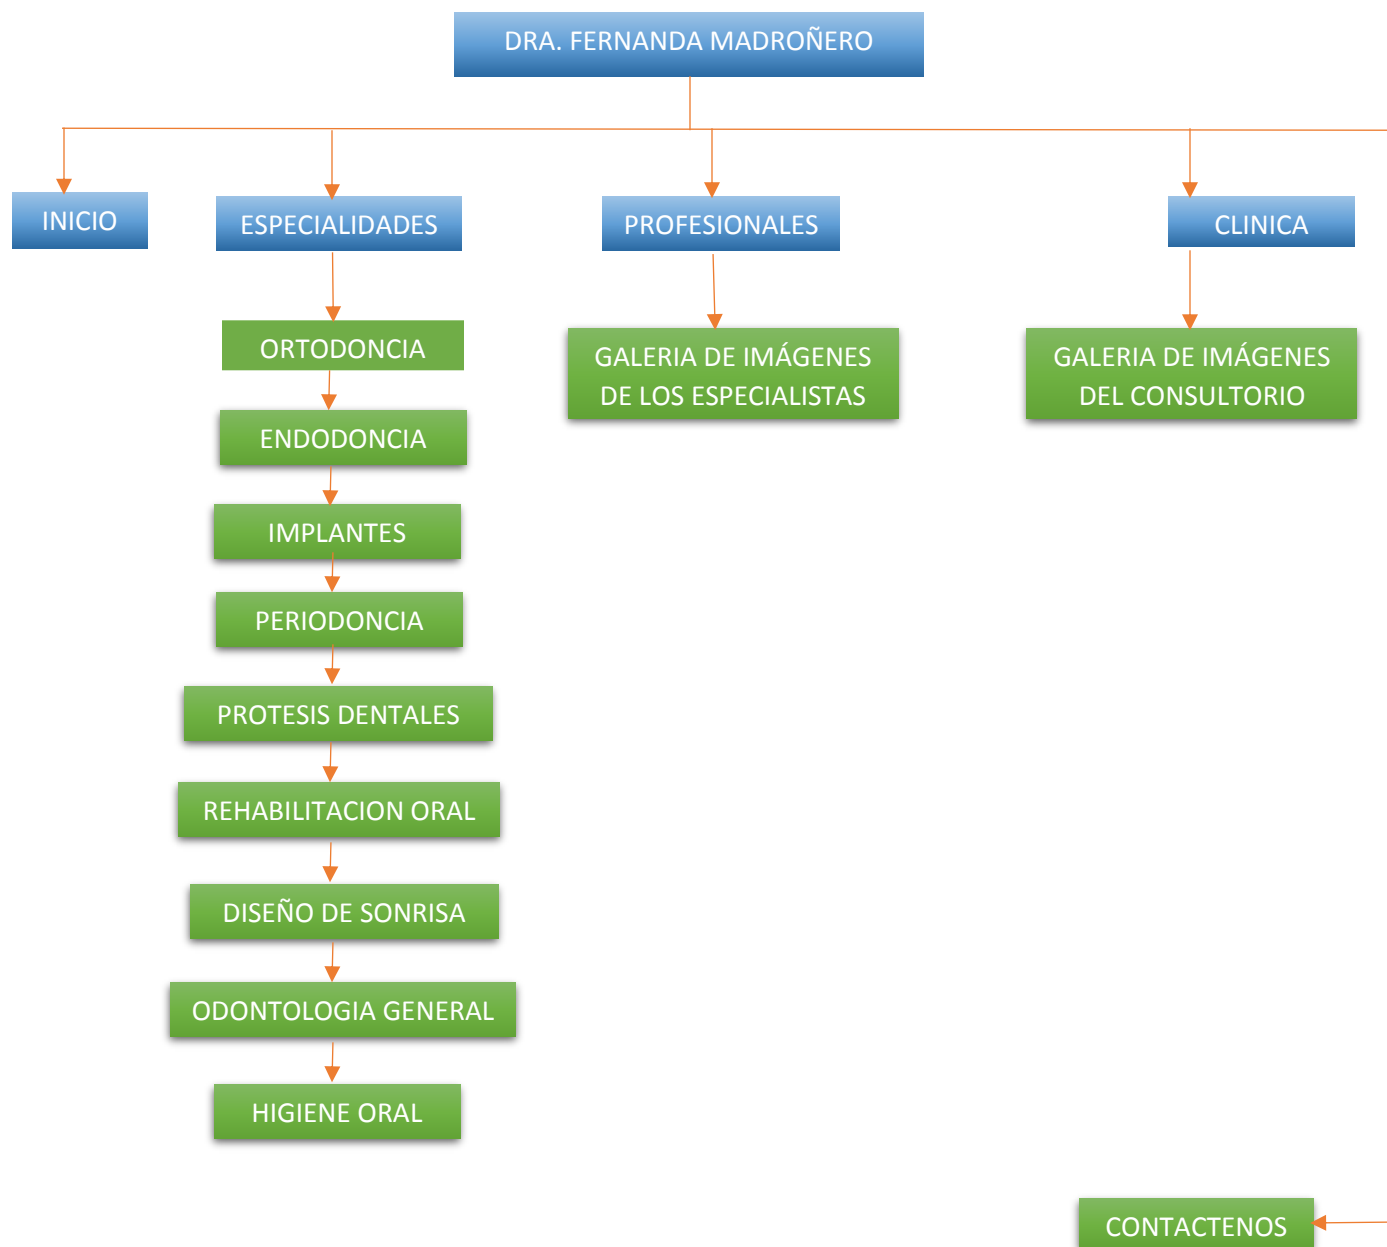 DRA. FERNANDA MADROÑERO
INICIO
ESPECIALIDADES
PROFESIONALES
CLINICA
ORTODONCIA
ENDODONCIA
IMPLANTES
PERIODONCIA
PROTESIS DENTALES
REHABILITACION ORAL
DISEÑO DE SONRISA
ODONTOLOGIA GENERAL
HIGIENE ORAL
GALERIA DE IMÁGENES
DE LOS ESPECIALISTAS
GALERIA DE IMÁGENES
DEL CONSULTORIO
CONTACTENOS